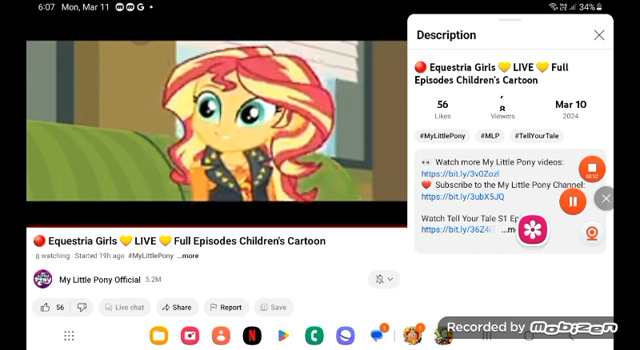 6:07 Mon, Mar 11
34%
Description
🔴 Equestria Girls 💛 LIVE 💛 Full
Episodes Children's Cartoon
56
Likes
8
Viewers
Mar 10
2024
#MyLittlePony #MLP #TellYourTale
👀 Watch more My Little Pony videos:
https://bit.ly/3v0Zozl
❤️ Subscribe to the My Little Pony Channel:
https://bit.ly/3ubX5JQ
Watch Tell Your Tale S1 Ep
🔴 Equestria Girls 💛 LIVE 💛 Full Episodes Children's Cartoon
8 watching Started 19h ago #MyLittlePony ...more
My Little Pony Official 5.2M
56 Live chat Share Report Save
Recorded by Mobizen